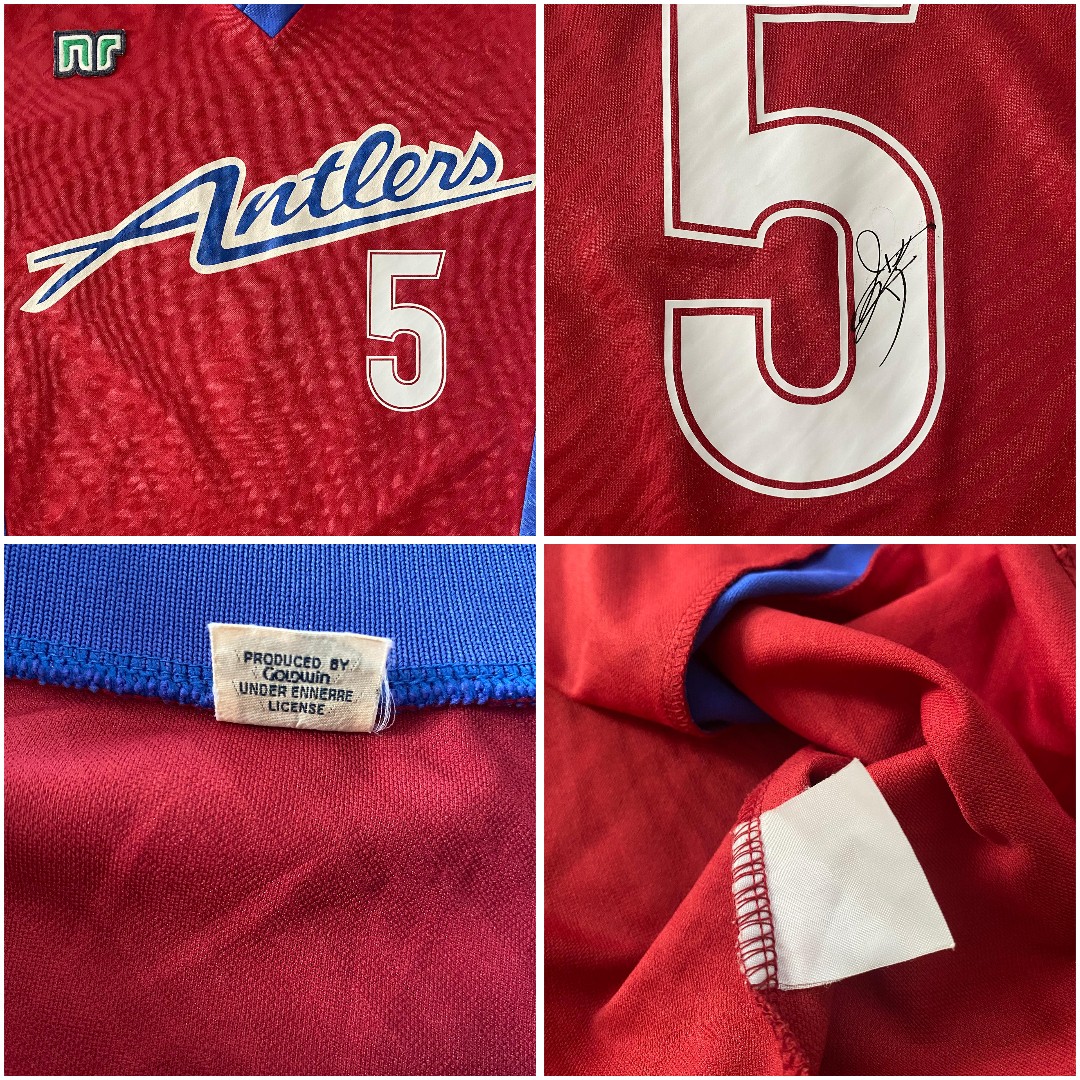 nr
Antlers
5
5
PRODUCED BY
GOLDWIN
UNDER ENNERRE
LICENSE